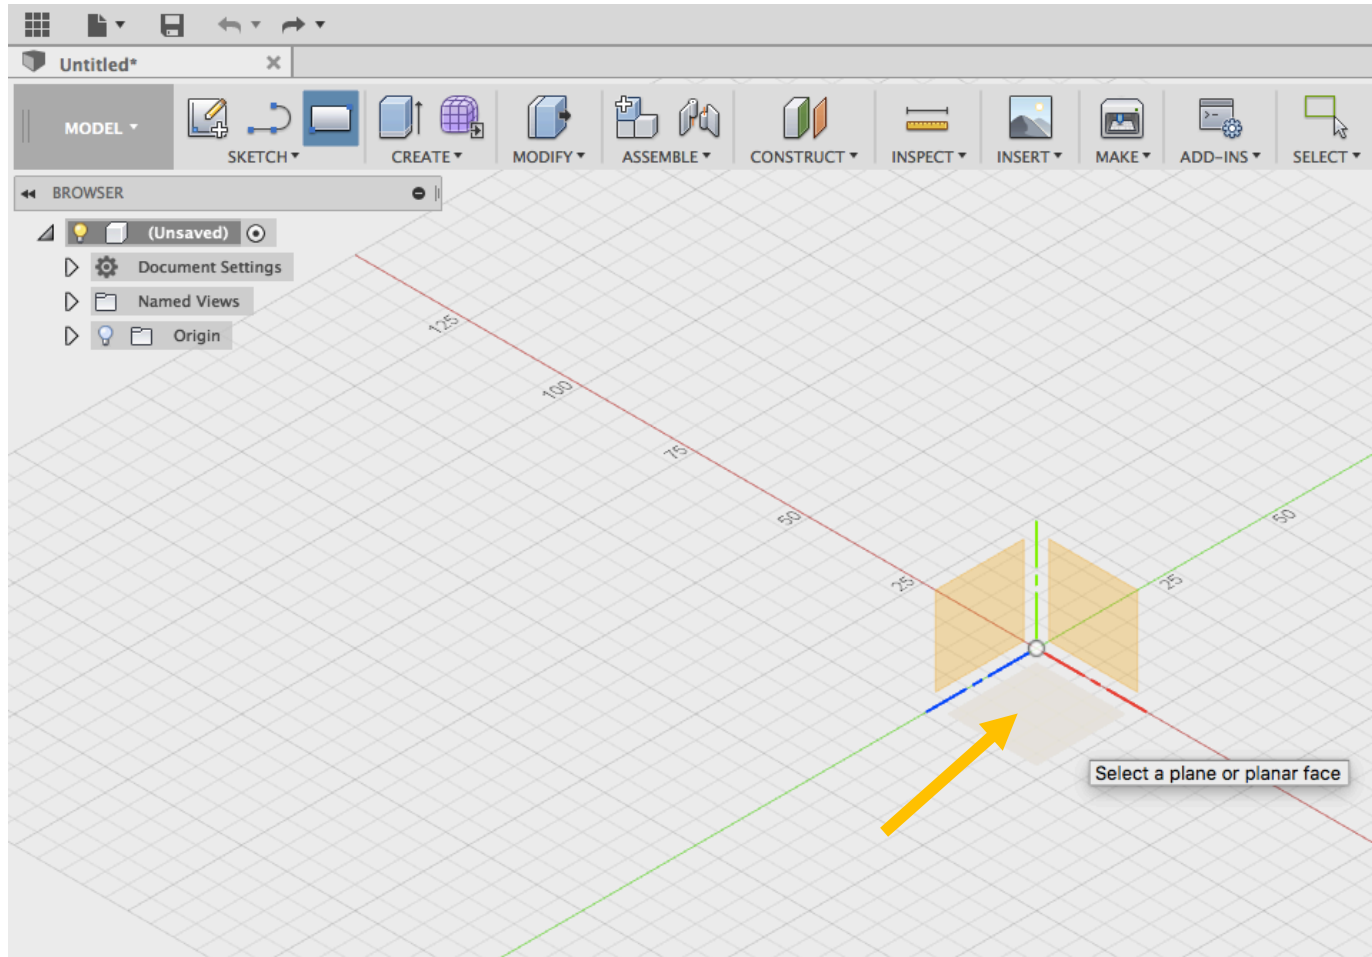 Untitled*
MODEL
SKETCH
CREATE
MODIFY
ASSEMBLE
CONSTRUCT
INSPECT
INSERT
MAKE
ADD-INS
SELECT
BROWSER
(Unsaved)
Document Settings
Named Views
Origin
125
100
75
50
25
50
25
Select a plane or planar face